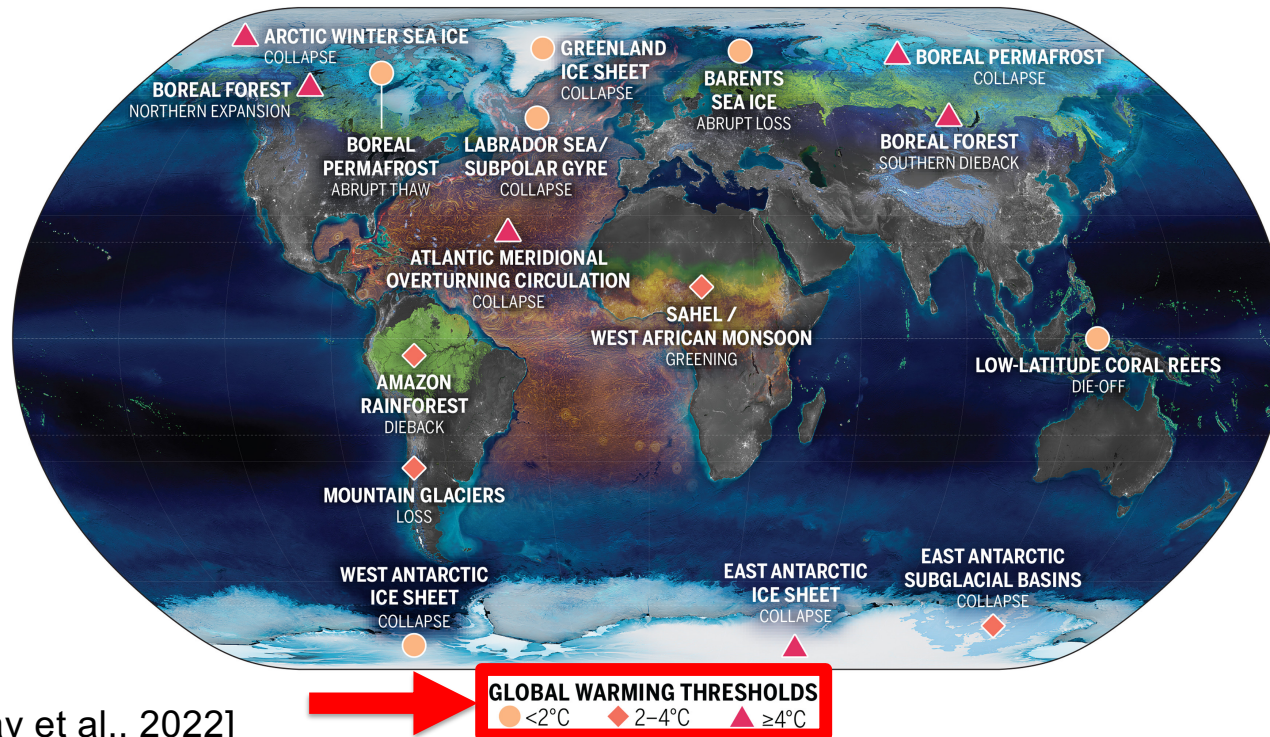 ARCTIC WINTER SEA ICE
COLLAPSE
BOREAL FOREST
NORTHERN EXPANSION
BOREAL
PERMAFROST
ABRUPT THAW
GREENLAND
ICE SHEET
COLLAPSE
LABRADOR SEA/
SUBPOLAR GYRE
COLLAPSE
BARENTS
SEA ICE
ABRUPT LOSS
BOREAL PERMAFROST
COLLAPSE
BOREAL FOREST
SOUTHERN DIEBACK
ATLANTIC MERIDIONAL
OVERTURNING CIRCULATION
COLLAPSE
SAHEL /
WEST AFRICAN MONSOON
GREENING
LOW-LATITUDE CORAL REEFS
DIE-OFF
AMAZON
RAINFOREST
DIEBACK
MOUNTAIN GLACIERS
LOSS
WEST ANTARCTIC
ICE SHEET
COLLAPSE
EAST ANTARCTIC
ICE SHEET
COLLAPSE
EAST ANTARCTIC
SUBGLACIAL BASINS
COLLAPSE
GLOBAL WARMING THRESHOLDS
<2°C 2–4°C ≥4°C
et al., 2022]